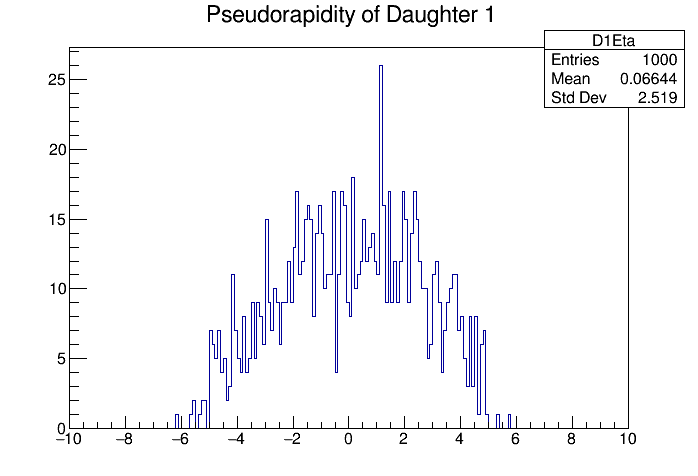 Pseudorapidity of Daughter 1
D1Eta
Entries 1000
Mean 0.06644
Std Dev 2.519
25
20
15
10
5
0
−10 −8 −6 −4 −2 0 2 4 6 8 10